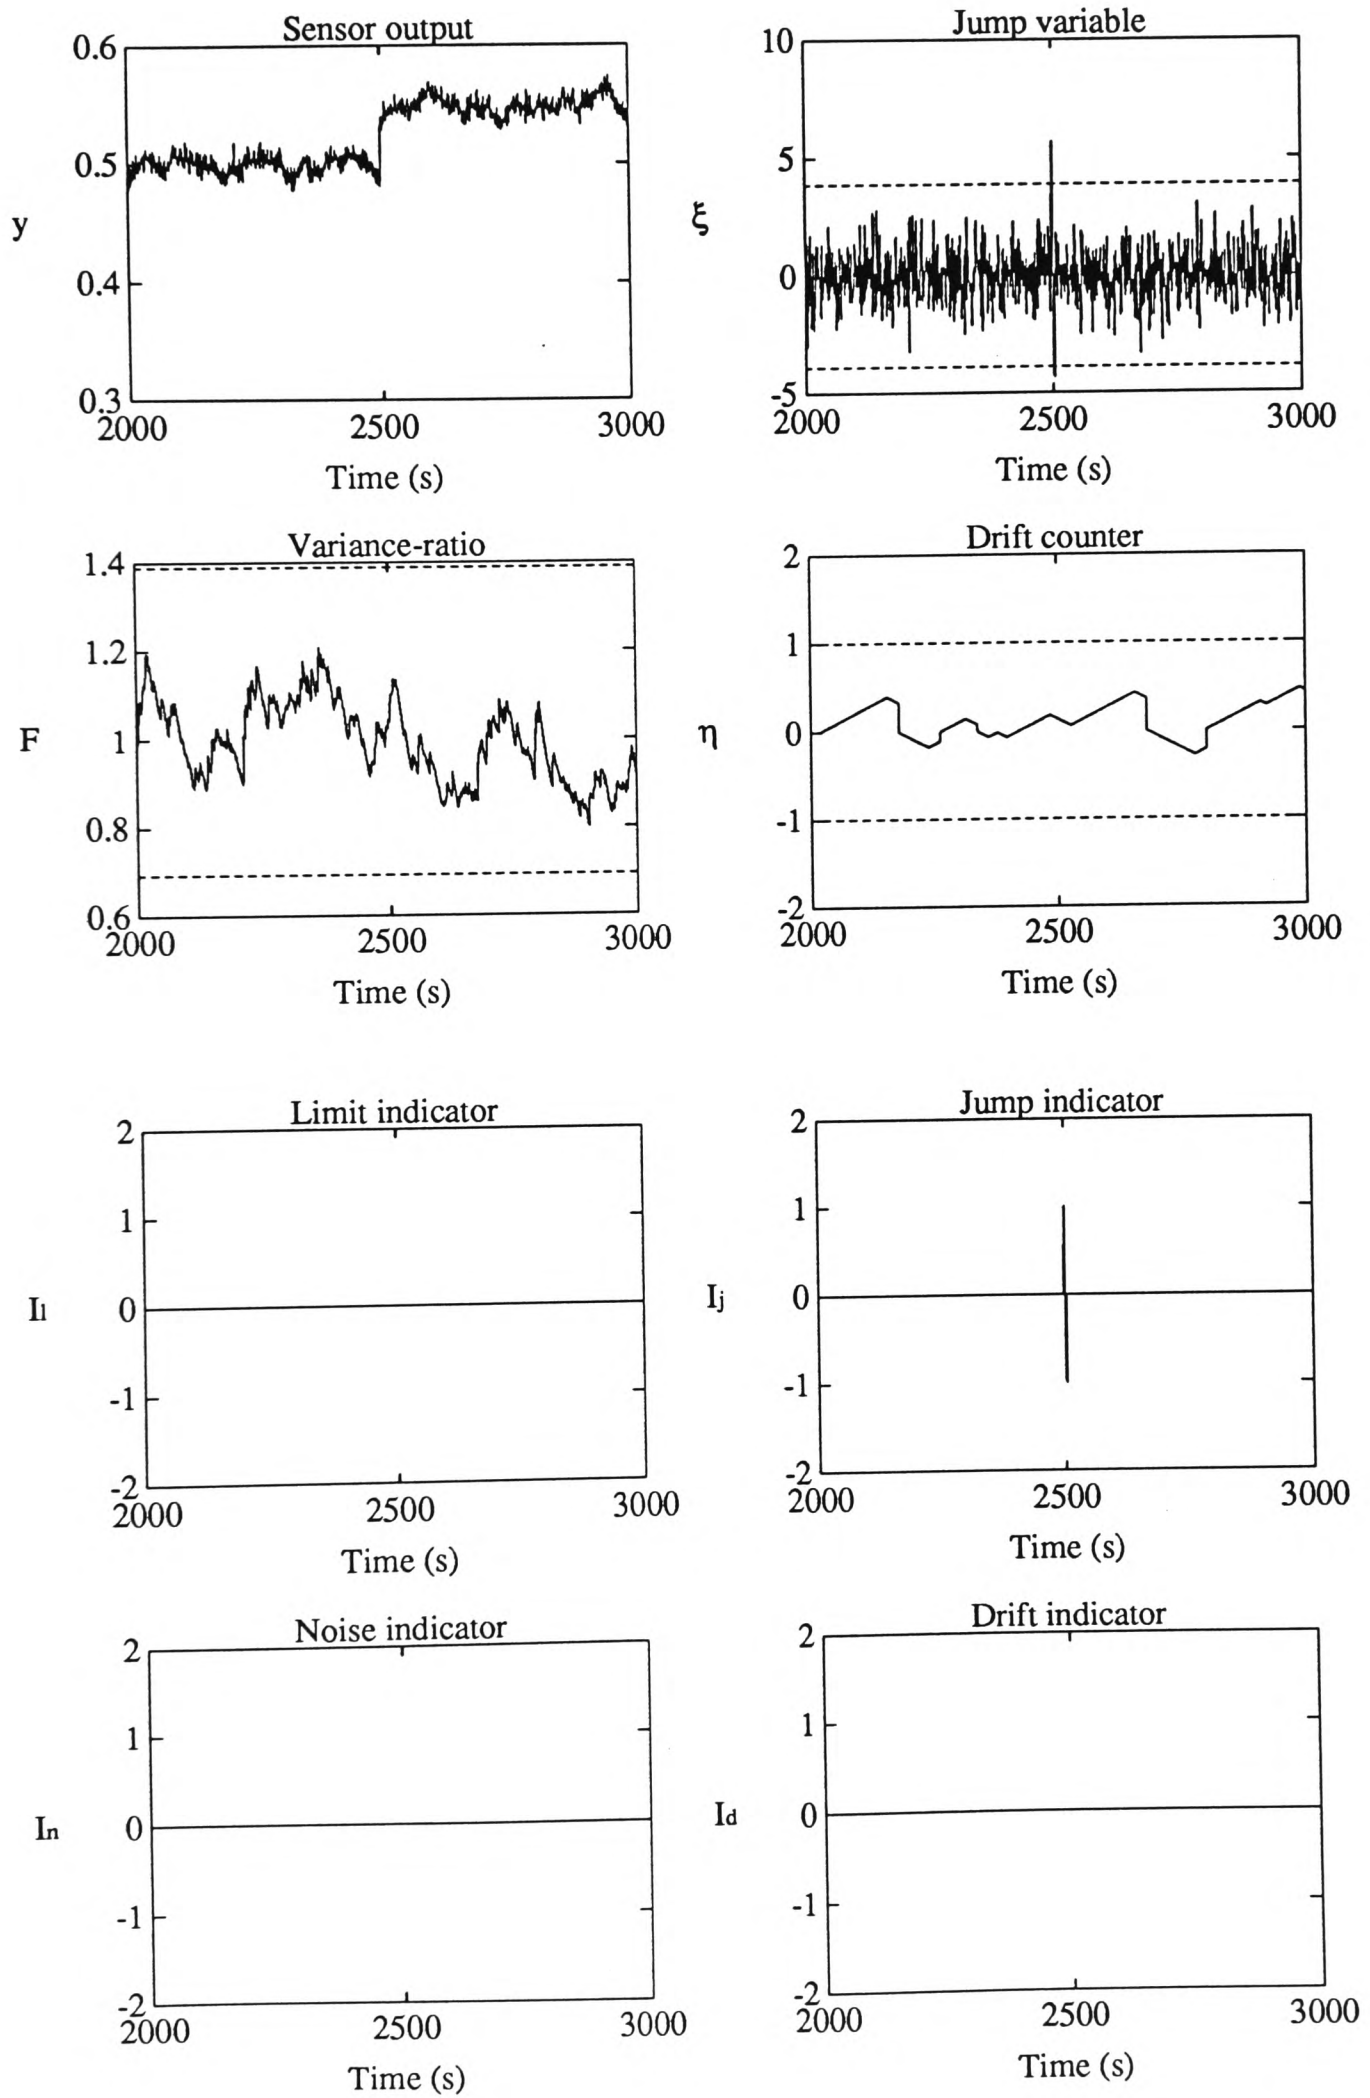 Sensor output
0.6
0.5
0.4
0.3
y
2000 2500 3000
Time (s)
Jump variable
10
5
0
-5
ξ
2000 2500 3000
Time (s)
Variance-ratio
1.4
1.2
1
0.8
0.6
F
2000 2500 3000
Time (s)
Drift counter
2
1
0
-1
-2
η
2000 2500 3000
Time (s)
Limit indicator
2
1
0
-1
-2
Il
2000 2500 3000
Time (s)
Jump indicator
2
1
0
-1
-2
Ij
2000 2500 3000
Time (s)
Noise indicator
2
1
0
-1
-2
In
2000 2500 3000
Time (s)
Drift indicator
2
1
0
-1
-2
Id
2000 2500 3000
Time (s)